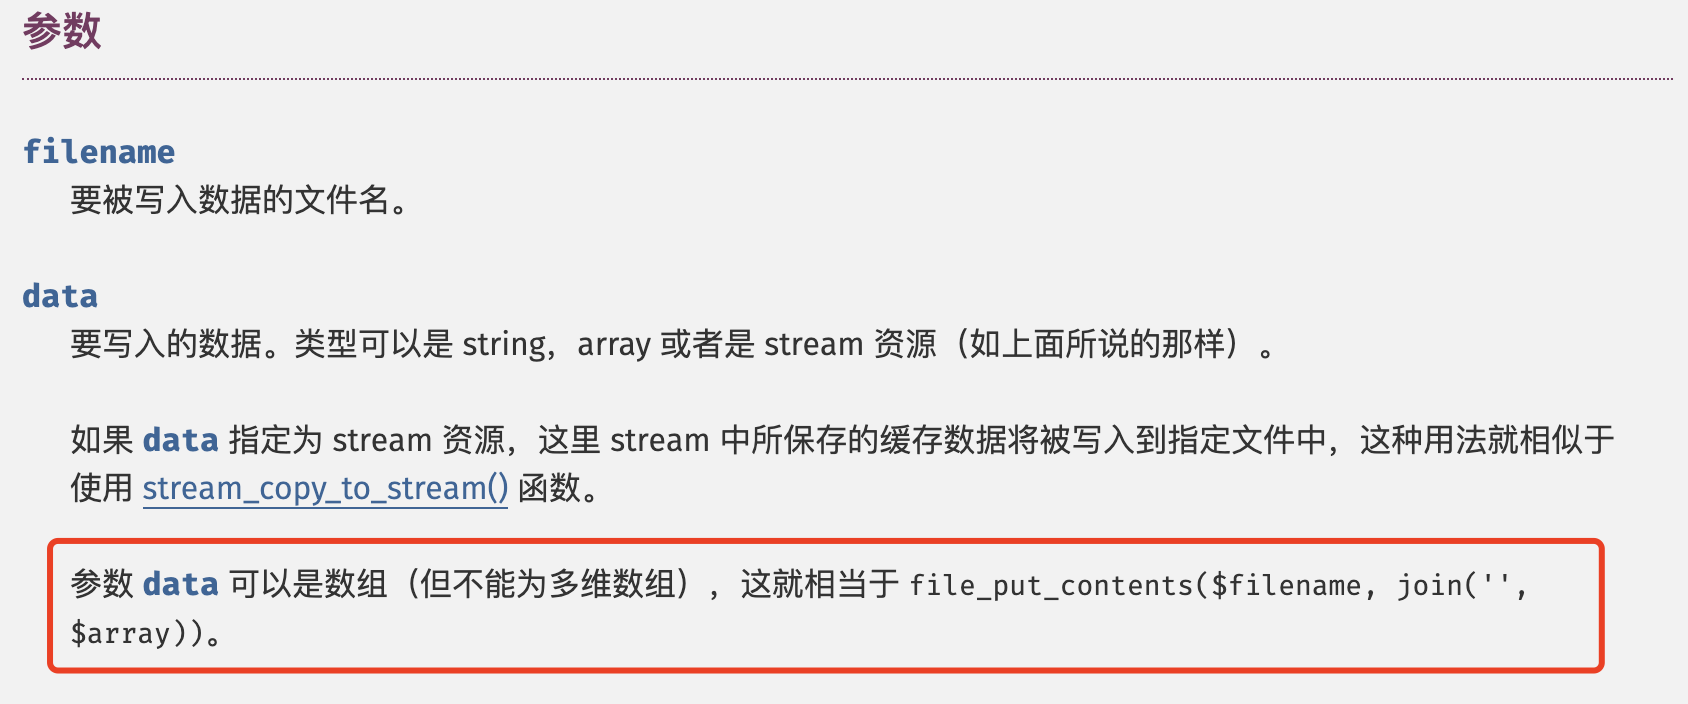 参数
filename
要被写入数据的文件名。
data
要写入的数据。类型可以是 string，array 或者是 stream 资源（如上面所说的那样）。
如果 data 指定为 stream 资源，这里 stream 中所保存的缓存数据将被写入到指定文件中，这种用法就相似于
使用 stream_copy_to_stream() 函数。
参数 data 可以是数组（但不能为多维数组），这就相当于 file_put_contents($filename, join('',
$array))。